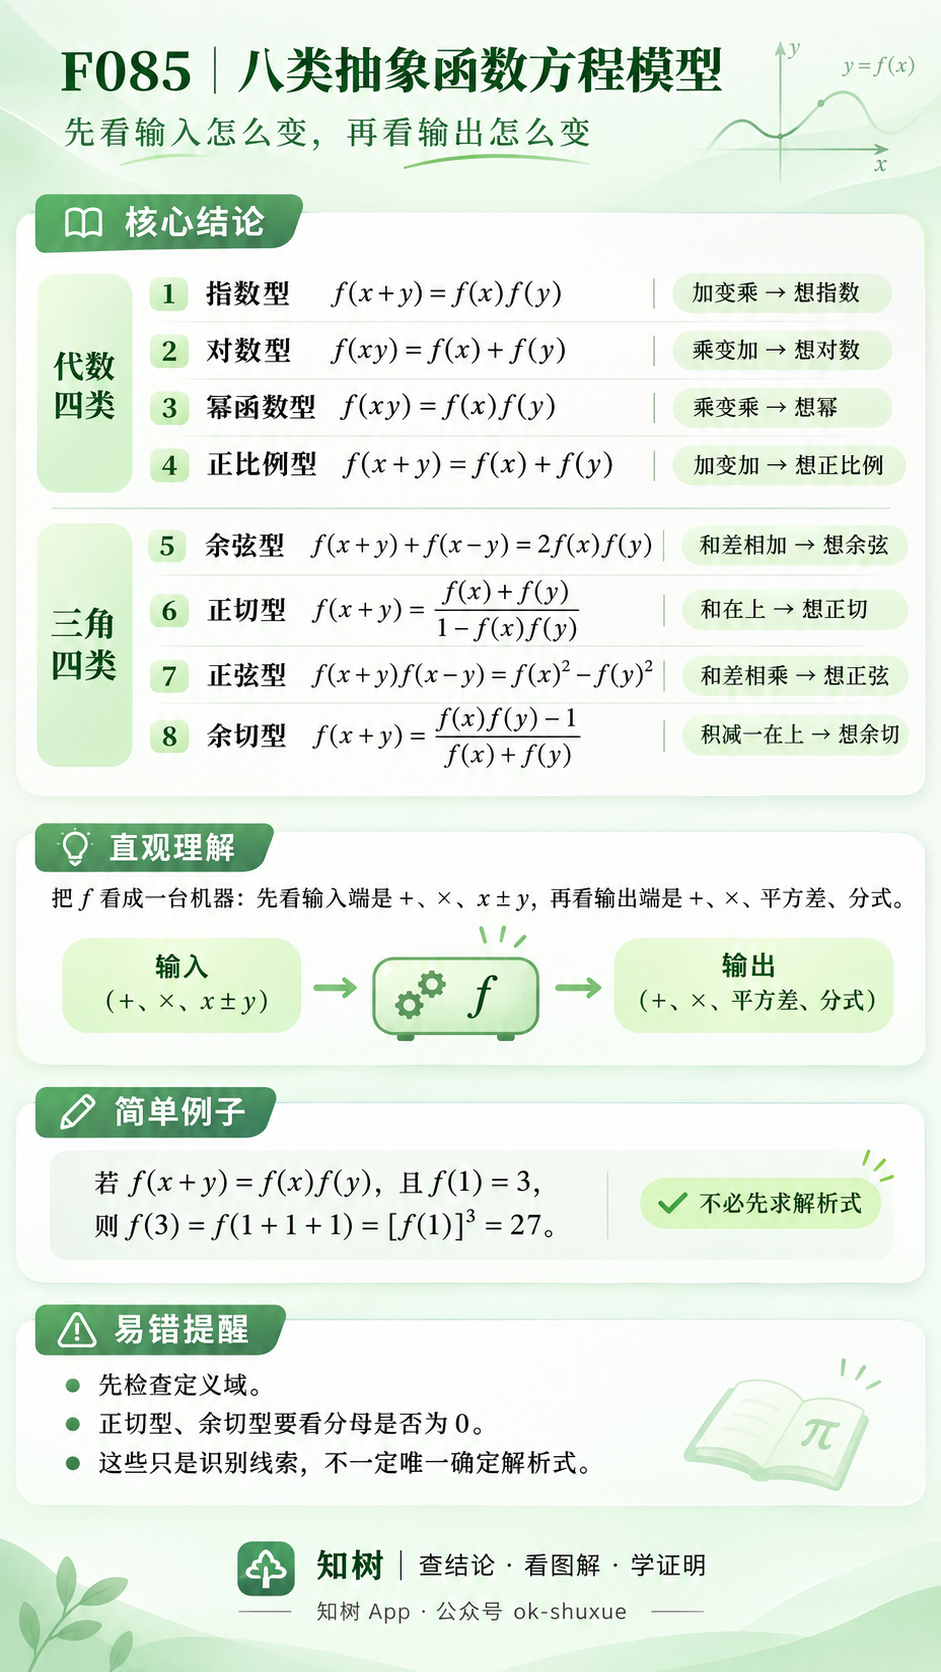 F085 | 八类抽象函数方程模型
先看输入怎么变，再看输出怎么变
y
y=f(x)
x
核心结论
代数
四类
1 指数型 f(x+y)=f(x)f(y) 加变乘 → 想指数
2 对数型 f(xy)=f(x)+f(y) 乘变加 → 想对数
3 幂函数型 f(xy)=f(x)f(y) 乘变乘 → 想幂
4 正比例型 f(x+y)=f(x)+f(y) 加变加 → 想正比例
三角
四类
5 余弦型 f(x+y)+f(x-y)=2f(x)f(y) 和差相加 → 想余弦
6 正切型 f(x+y)=(f(x)+f(y))/(1-f(x)f(y)) 和在上 → 想正切
7 正弦型 f(x+y)f(x-y)=f(x)²-f(y)² 和差相乘 → 想正弦
8 余切型 f(x+y)=(f(x)f(y)-1)/(f(x)+f(y)) 积减一在上 → 想余切
直观理解
把 f 看成一台机器：先看输入端是 +、×、x±y，再看输出端是 +、×、平方差、分式。
输入
（+、×、x±y）
f
输出
（+、×、平方差、分式）
简单例子
若 f(x+y)=f(x)f(y)，且 f(1)=3，
则 f(3)=f(1+1+1)=[f(1)]³=27。
不必先求解析式
易错提醒
先检查定义域。
正切型、余切型要看分母是否为 0。
这些只是识别线索，不一定唯一确定解析式。
π
知树 | 查结论 · 看图解 · 学证明
知树 App · 公众号 ok-shuxue